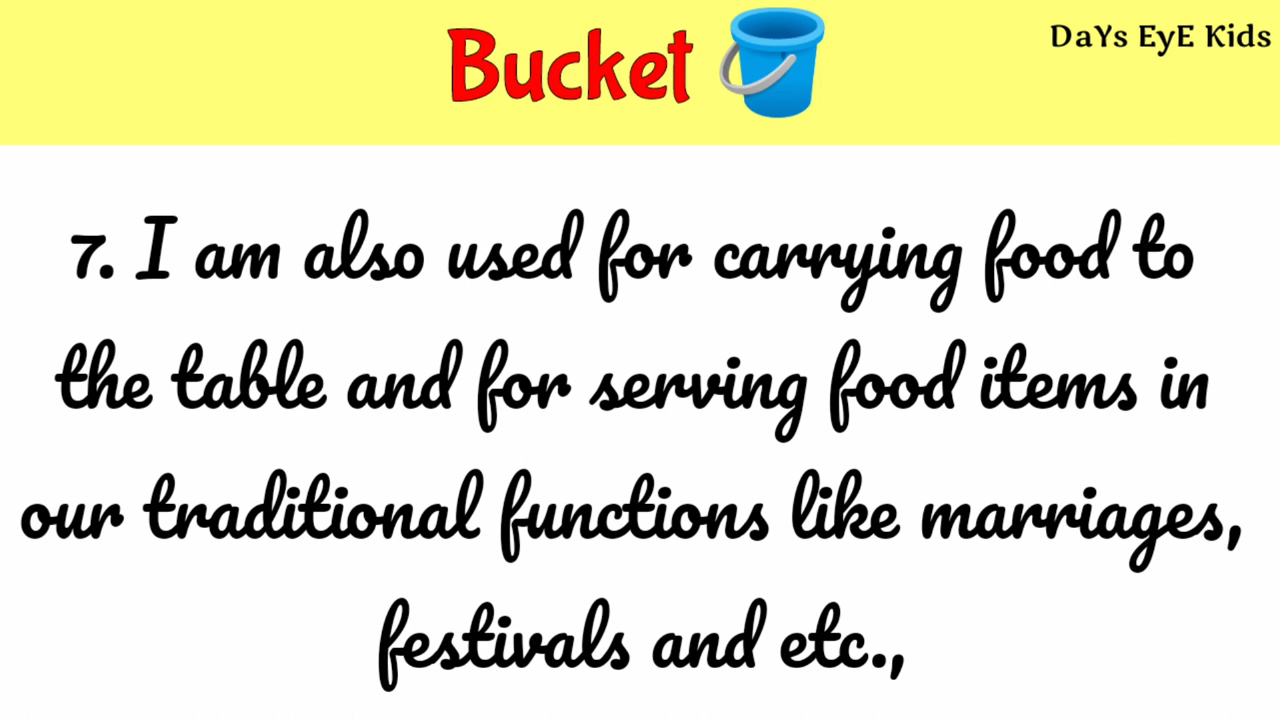 Bucket
DaYs EyE Kids
7. I am also used for carrying food to
the table and for serving food items in
our traditional functions like marriages,
festivals and etc.,